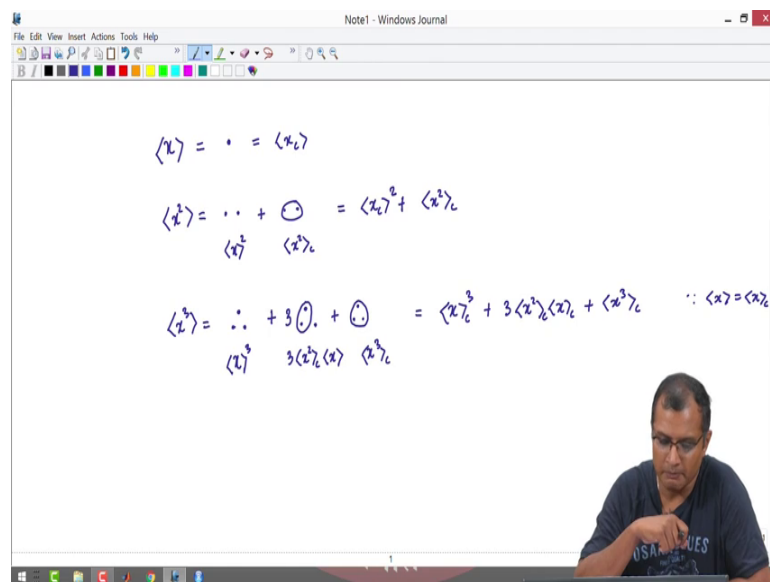 Note1 - Windows Journal
File Edit View Insert Actions Tools Help
B I
⟨x⟩ = · = ⟨x_c⟩
⟨x²⟩ = · · + ⊙ = ⟨x_c⟩² + ⟨x²⟩_c
⟨x⟩² ⟨x²⟩_c
⟨x³⟩ = ∴ + 3 ⊙. + ⊙ = ⟨x⟩_c³ + 3⟨x²⟩_c⟨x⟩_c + ⟨x³⟩_c ∵ ⟨x⟩ = ⟨x⟩_c
⟨x⟩³ 3⟨x²⟩_c⟨x⟩ ⟨x³⟩_c
1